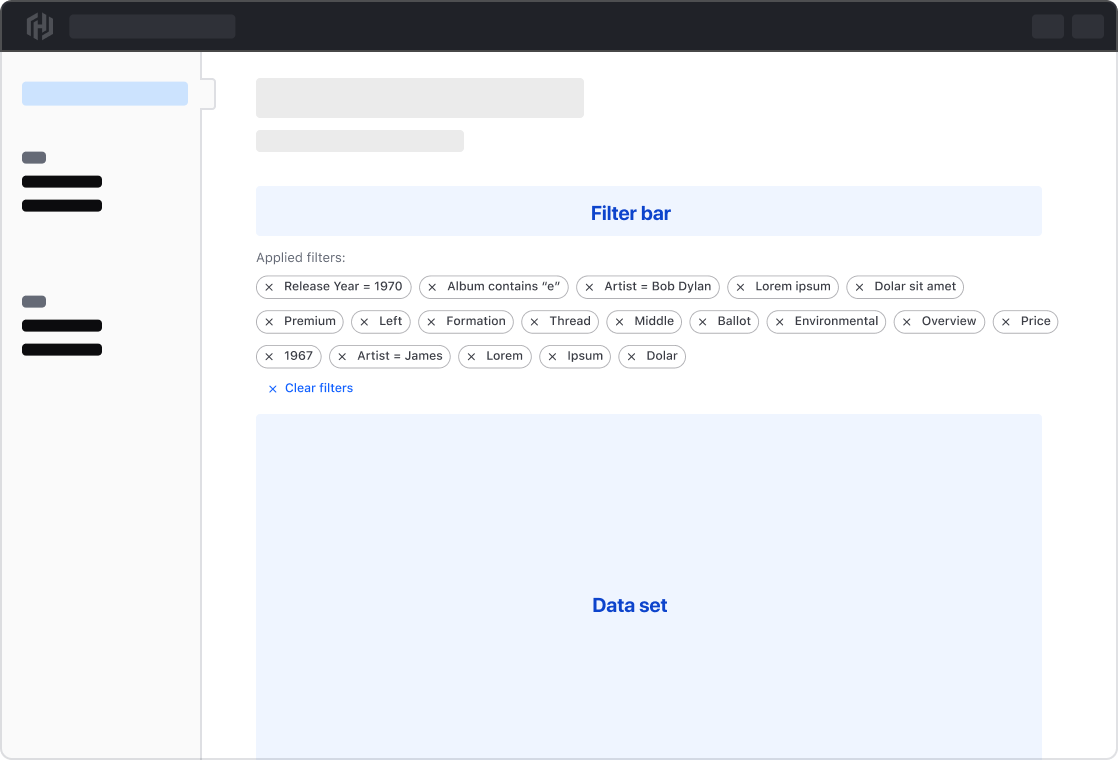 Filter bar
Applied filters:
Release Year = 1970 Album contains “e” Artist = Bob Dylan Lorem ipsum Dolar sit amet
Premium Left Formation Thread Middle Ballot Environmental Overview Price
1967 Artist = James Lorem Ipsum Dolar
Clear filters
Data set